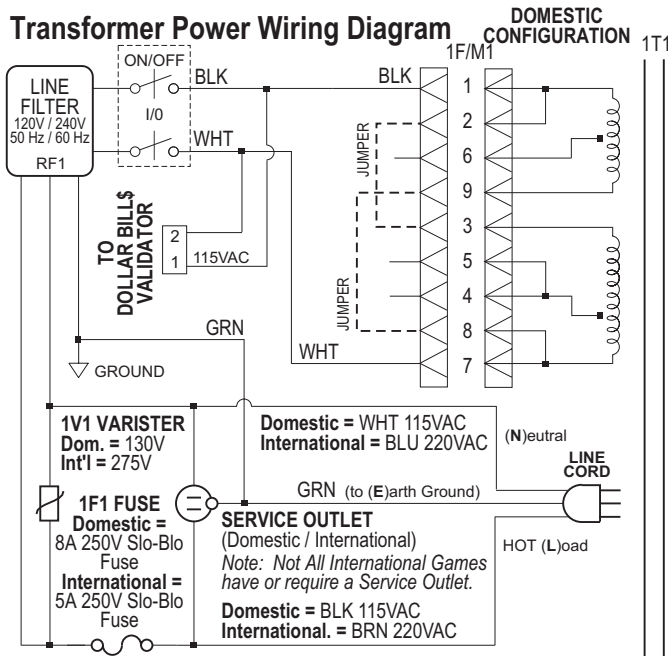 Transformer Power Wiring Diagram
DOMESTIC
CONFIGURATION
1T1
1F/M1
ON/OFF
BLK
BLK
LINE
FILTER
120V / 240V
50 Hz / 60 Hz
RF1
I/0
WHT
JUMPER
JUMPER
1
2
6
9
3
5
4
8
7
TO
DOLLAR BILL$
VALIDATOR
2
1
115VAC
GRN
WHT
GROUND
1V1 VARISTER
Dom. = 130V
Int'l = 275V
Domestic = WHT 115VAC
International = BLU 220VAC
(N)eutral
LINE
CORD
GRN (to (E)arth Ground)
1F1 FUSE
Domestic =
8A 250V Slo-Blo
Fuse
International =
5A 250V Slo-Blo
Fuse
SERVICE OUTLET
(Domestic / International)
Note: Not All International Games
have or require a Service Outlet.
HOT (L)oad
Domestic = BLK 115VAC
International. = BRN 220VAC